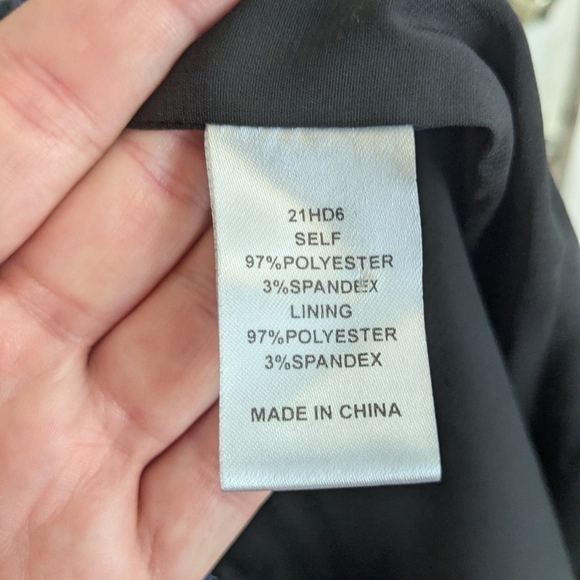 21HD6
SELF
97%POLYESTER
3%SPANDEX
LINING
97%POLYESTER
3%SPANDEX
MADE IN CHINA